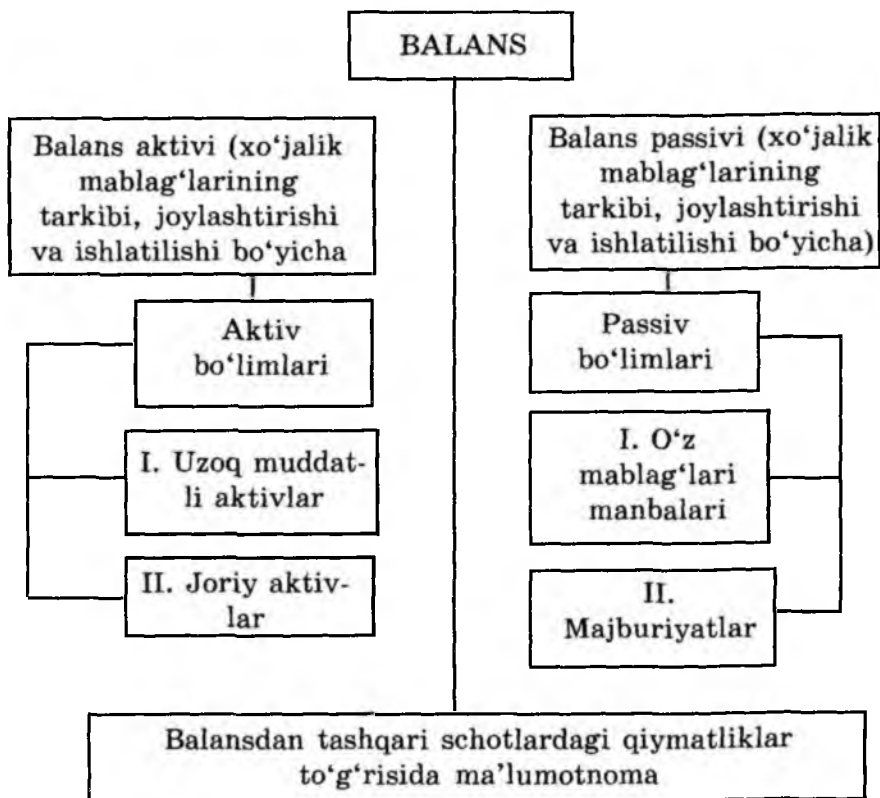 BALANS
Balans aktivi (xo‘jalik
mablag‘larining
tarkibi, joylashtirishi
va ishlatilishi bo‘yicha
Balans passivi (xo‘jalik
mablag‘larining
tarkibi, joylashtirishi
va ishlatilishi bo‘yicha)
Aktiv
bo‘limlari
Passiv
bo‘limlari
I. Uzoq muddat-
li aktivlar
I. O‘z
mablag‘lari
manbalari
II. Joriy aktiv-
lar
II.
Majburiyatlar
Balansdan tashqari schotlardagi qiymatliklar
to‘g‘risida ma’lumotnoma